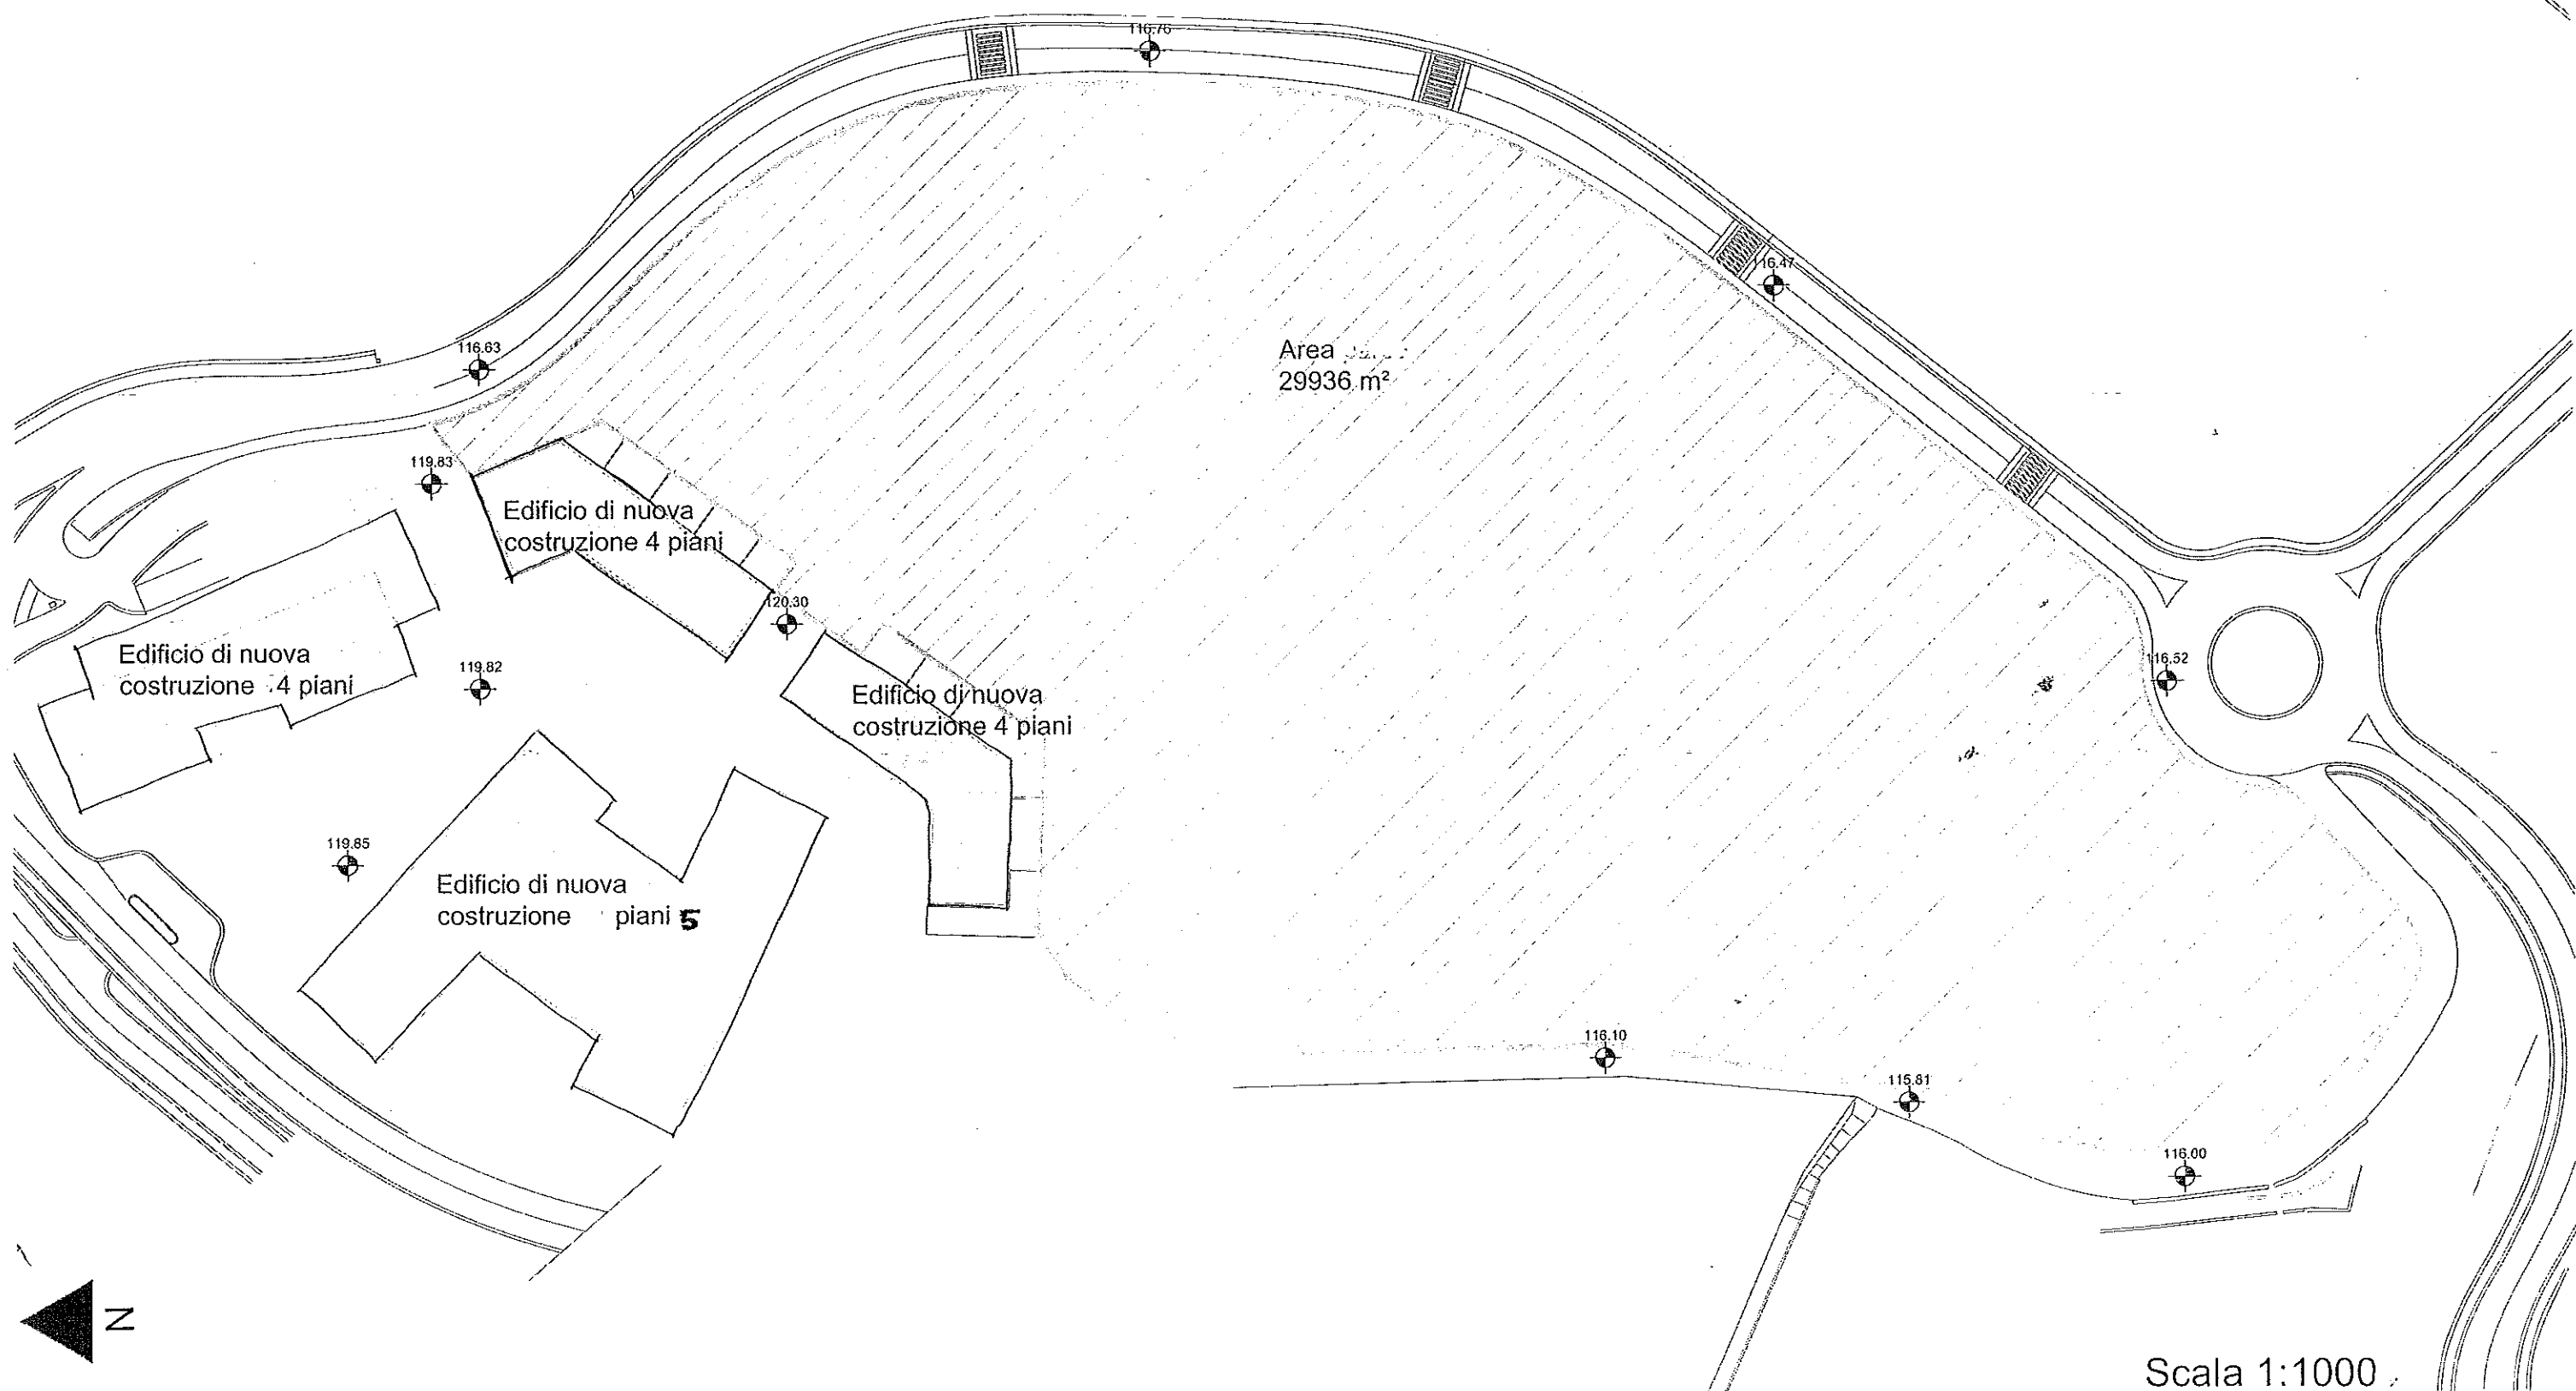 116.76
116.47
116.63
Area
29936 m²
119.83
Edificio di nuova
costruzione 4 piani
120.30
Edificio di nuova
costruzione 4 piani
119.82
116.52
Edificio di nuova
costruzione 4 piani
119.85
Edificio di nuova
costruzione piani 5
116.10
115.81
116.00
N
Scala 1:1000